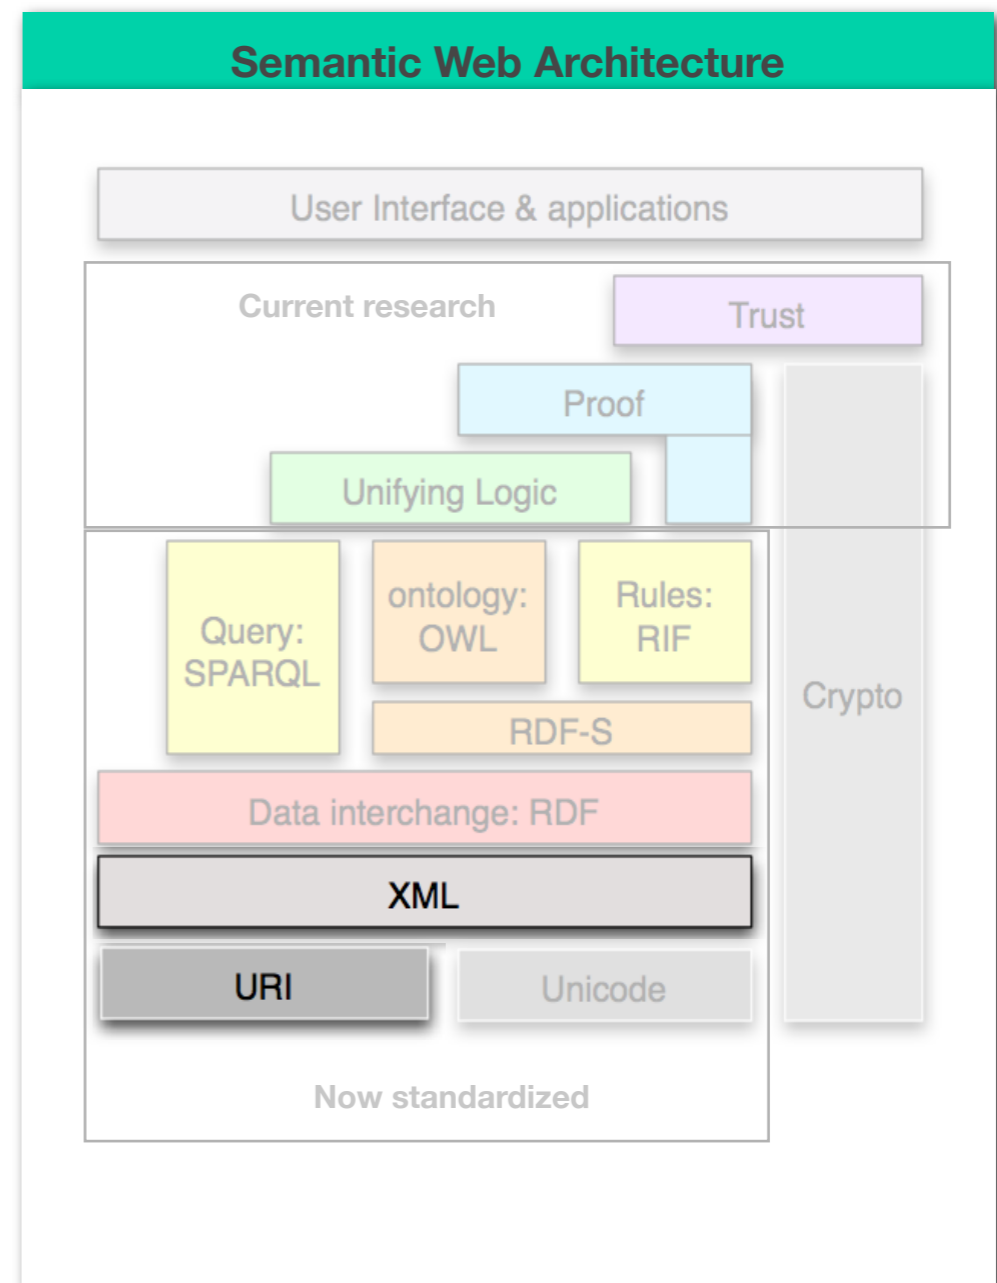 Semantic Web Architecture
User Interface & applications
Current research
Trust
Proof
Unifying Logic
Query:
SPARQL
ontology:
OWL
Rules:
RIF
Crypto
RDF-S
Data interchange: RDF
XML
URI
Unicode
Now standardized